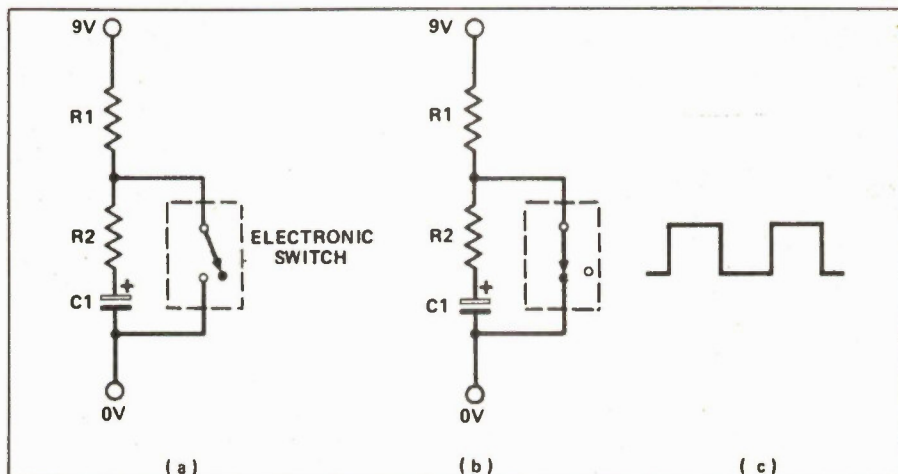 9V
R1
R2
+
C1
0V
ELECTRONIC
SWITCH
(a)
9V
R1
R2
+
C1
0V
(b)
(c)